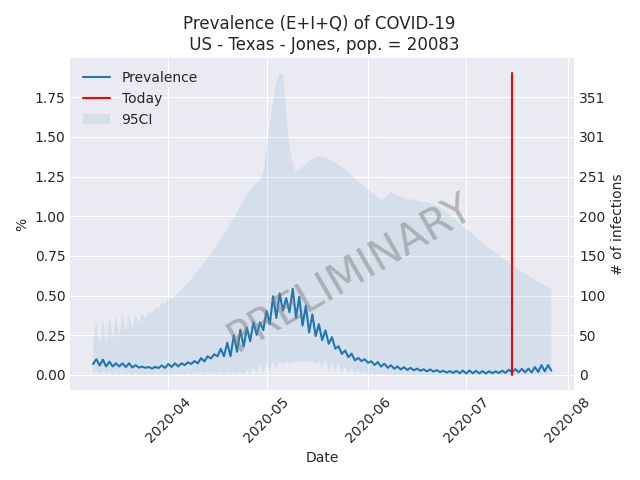 Prevalence (E+I+Q) of COVID-19
US - Texas - Jones, pop. = 20083
Prevalence
Today
95CI
PRELIMINARY
%
1.75
1.50
1.25
1.00
0.75
0.50
0.25
0.00
351
301
251
200
150
100
50
0
# of infections
2020-04
2020-05
2020-06
2020-07
2020-08
Date